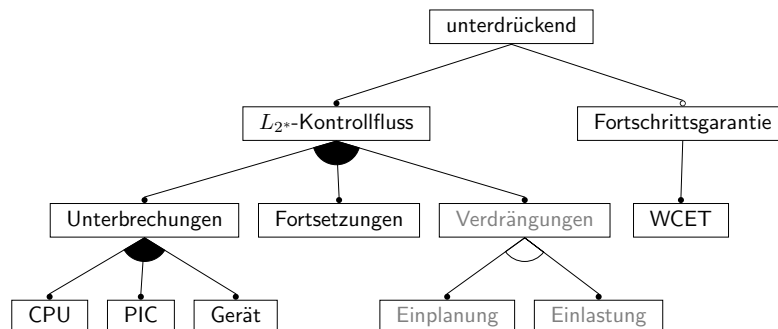 unterdrückend
L₂*-Kontrollfluss
Fortschrittsgarantie
Unterbrechungen
Fortsetzungen
Verdrängungen
WCET
CPU
PIC
Gerät
Einplanung
Einlastung